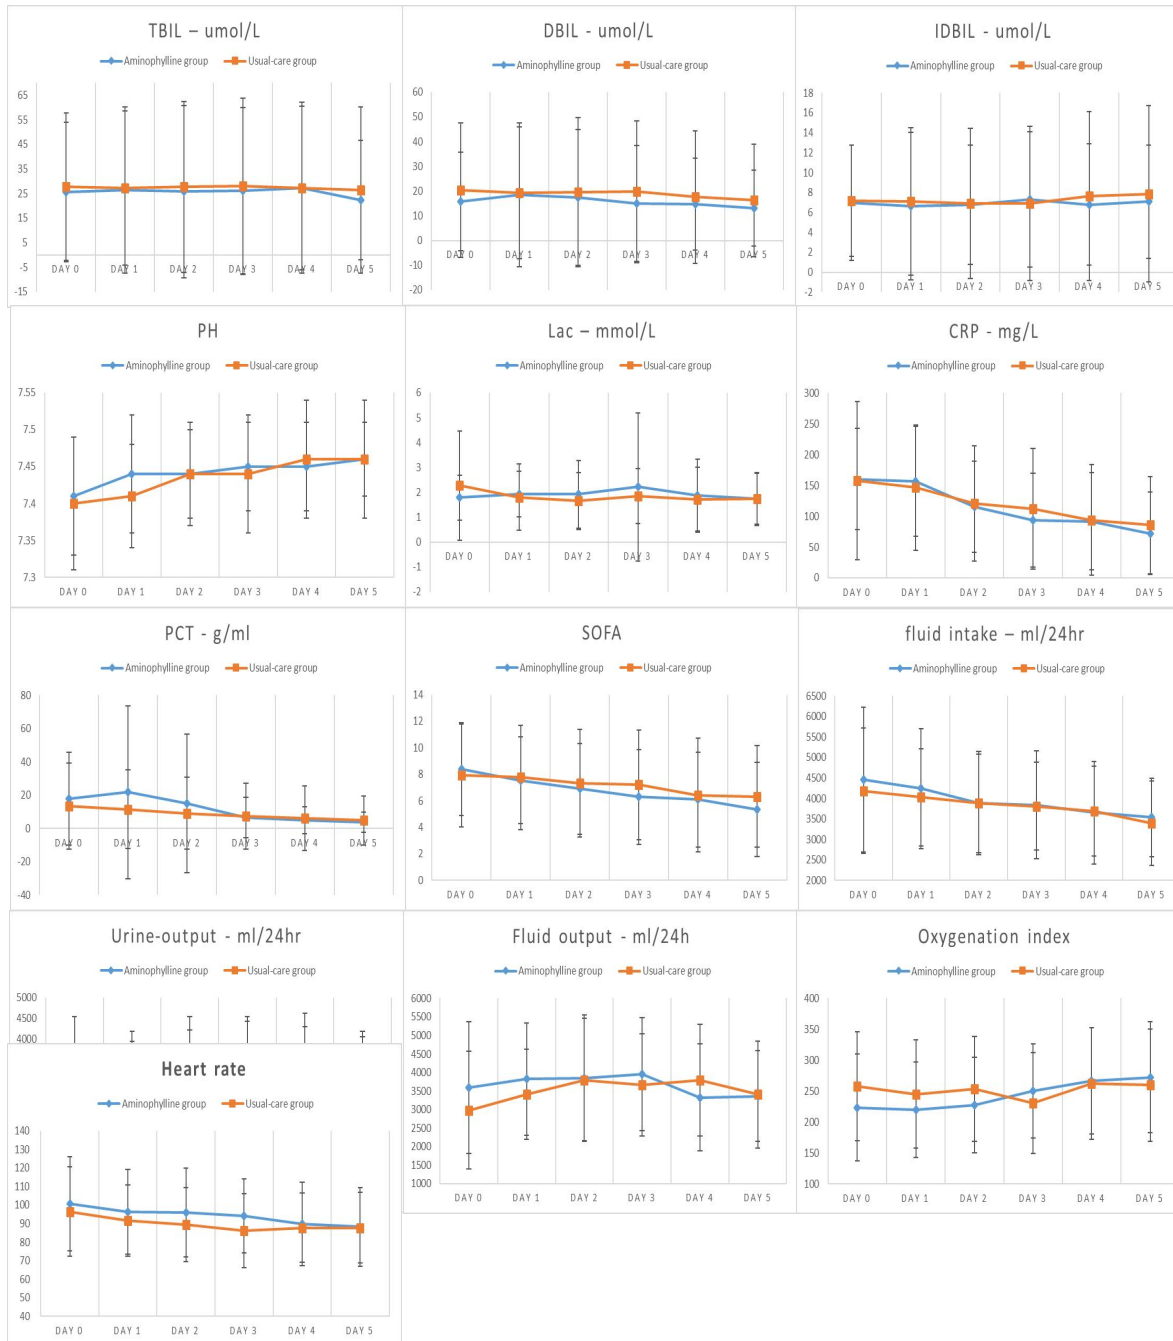 TBIL – umol/L
Aminophylline group Usual-care group
65
55
45
35
25
15
5
-5
-15
DAY 0 DAY 1 DAY 2 DAY 3 DAY 4 DAY 5
DBIL - umol/L
Aminophylline group Usual-care group
60
50
40
30
20
10
0
-10
-20
DAY 0 DAY 1 DAY 2 DAY 3 DAY 4 DAY 5
IDBIL - umol/L
Aminophylline group Usual-care group
18
16
14
12
10
8
6
4
2
0
-2
DAY 0 DAY 1 DAY 2 DAY 3 DAY 4 DAY 5
PH
Aminophylline group Usual-care group
7.55
7.5
7.45
7.4
7.35
7.3
DAY 0 DAY 1 DAY 2 DAY 3 DAY 4 DAY 5
Lac – mmol/L
Aminophylline group Usual-care group
6
5
4
3
2
1
0
-1
-2
DAY 0 DAY 1 DAY 2 DAY 3 DAY 4 DAY 5
CRP - mg/L
Aminophylline group Usual-care group
300
250
200
150
100
50
0
DAY 0 DAY 1 DAY 2 DAY 3 DAY 4 DAY 5
PCT - g/ml
Aminophylline group Usual-care group
80
60
40
20
0
-20
-40
DAY 0 DAY 1 DAY 2 DAY 3 DAY 4 DAY 5
SOFA
Aminophylline group Usual-care group
14
12
10
8
6
4
2
0
DAY 0 DAY 1 DAY 2 DAY 3 DAY 4 DAY 5
fluid intake – ml/24hr
Aminophylline group Usual-care group
6500
6000
5500
5000
4500
4000
3500
3000
2500
2000
DAY 0 DAY 1 DAY 2 DAY 3 DAY 4 DAY 5
Urine-output - ml/24hr
Aminophylline group Usual-care group
5000
4500
4000
Heart rate
Aminophylline group Usual-care group
140
130
120
110
100
90
80
70
60
50
40
DAY 0 DAY 1 DAY 2 DAY 3 DAY 4 DAY 5
Fluid output - ml/24h
Aminophylline group Usual-care group
6000
5500
5000
4500
4000
3500
3000
2500
2000
1500
1000
DAY 0 DAY 1 DAY 2 DAY 3 DAY 4 DAY 5
Oxygenation index
Aminophylline group Usual-care group
400
350
300
250
200
150
100
DAY 0 DAY 1 DAY 2 DAY 3 DAY 4 DAY 5